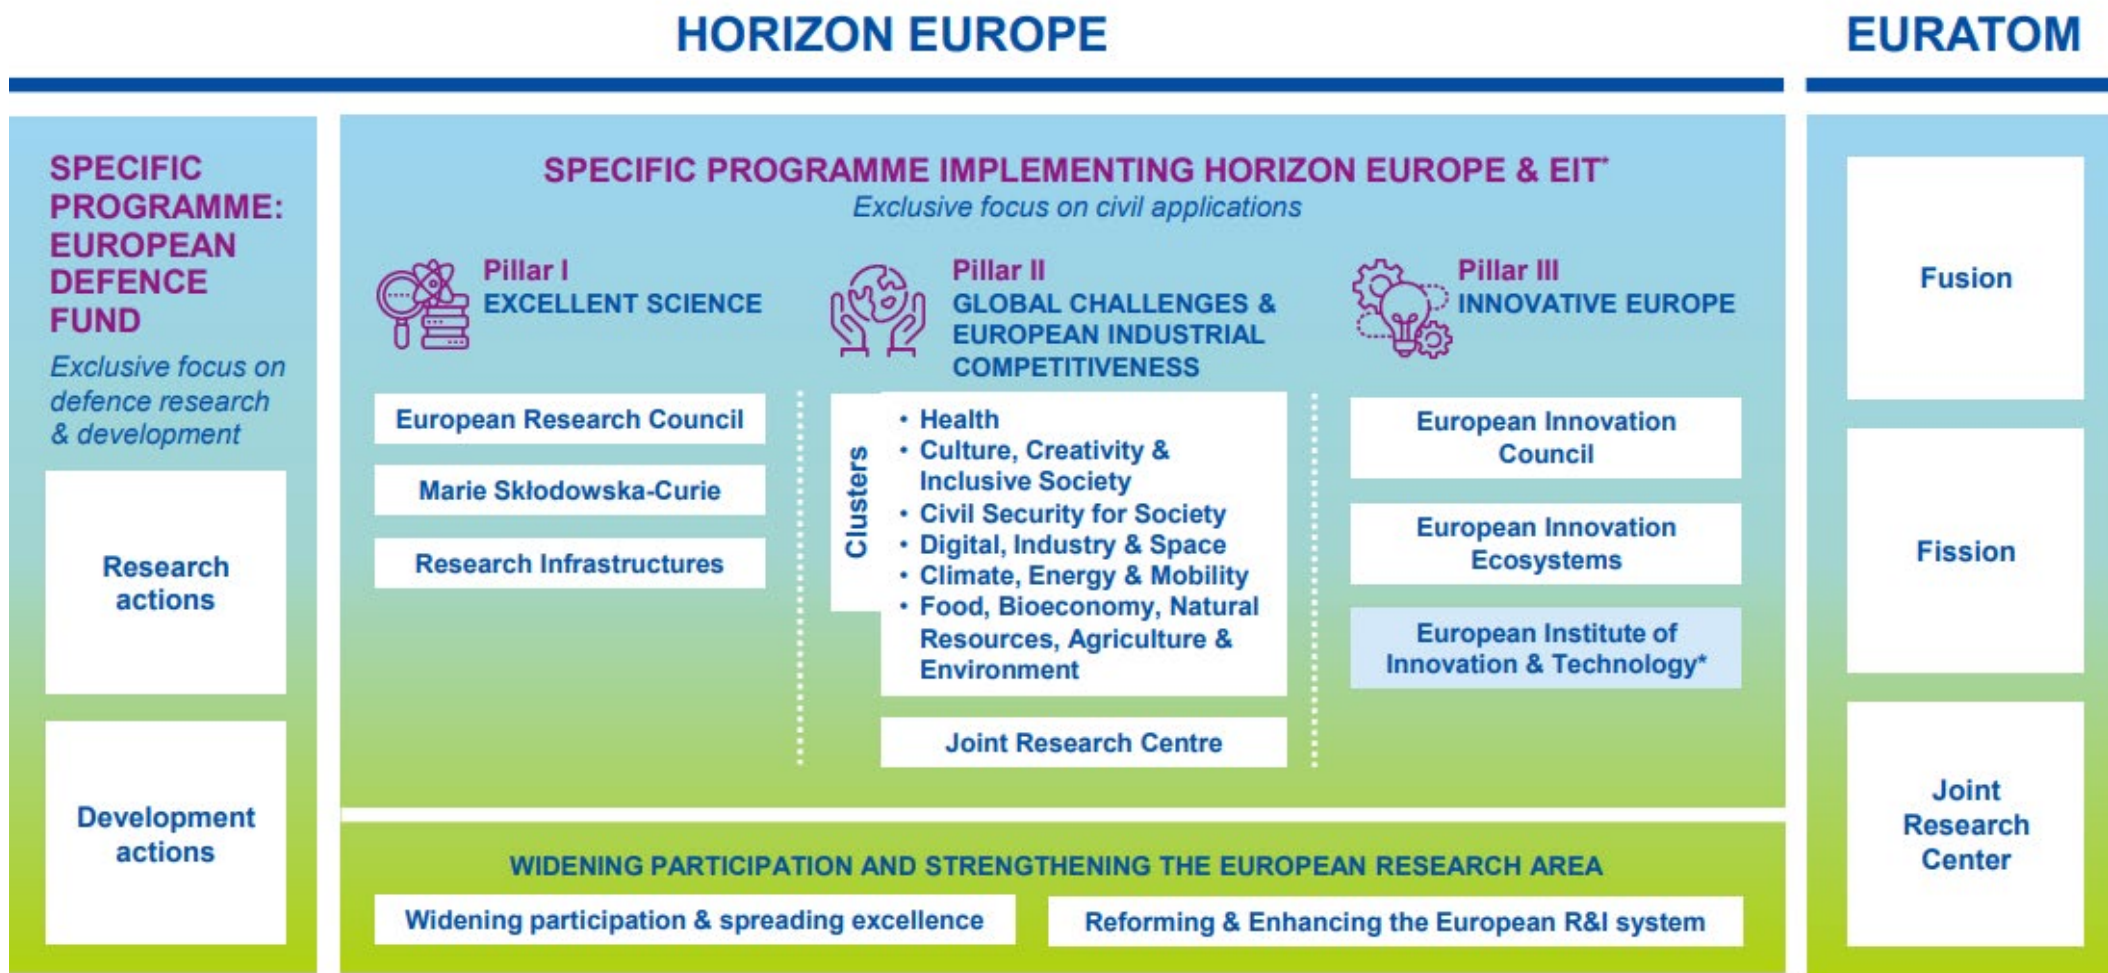 HORIZON EUROPE
EURATOM
SPECIFIC
PROGRAMME:
EUROPEAN
DEFENCE
FUND
Exclusive focus on
defence research
& development
Research
actions
Development
actions
SPECIFIC PROGRAMME IMPLEMENTING HORIZON EUROPE & EIT*
Exclusive focus on civil applications
Pillar I
EXCELLENT SCIENCE
European Research Council
Marie Skłodowska-Curie
Research Infrastructures
Pillar II
GLOBAL CHALLENGES &
EUROPEAN INDUSTRIAL
COMPETITIVENESS
Clusters
• Health
• Culture, Creativity &
Inclusive Society
• Civil Security for Society
• Digital, Industry & Space
• Climate, Energy & Mobility
• Food, Bioeconomy, Natural
Resources, Agriculture &
Environment
Joint Research Centre
Pillar III
INNOVATIVE EUROPE
European Innovation
Council
European Innovation
Ecosystems
European Institute of
Innovation & Technology*
WIDENING PARTICIPATION AND STRENGTHENING THE EUROPEAN RESEARCH AREA
Widening participation & spreading excellence
Reforming & Enhancing the European R&I system
Fusion
Fission
Joint
Research
Center